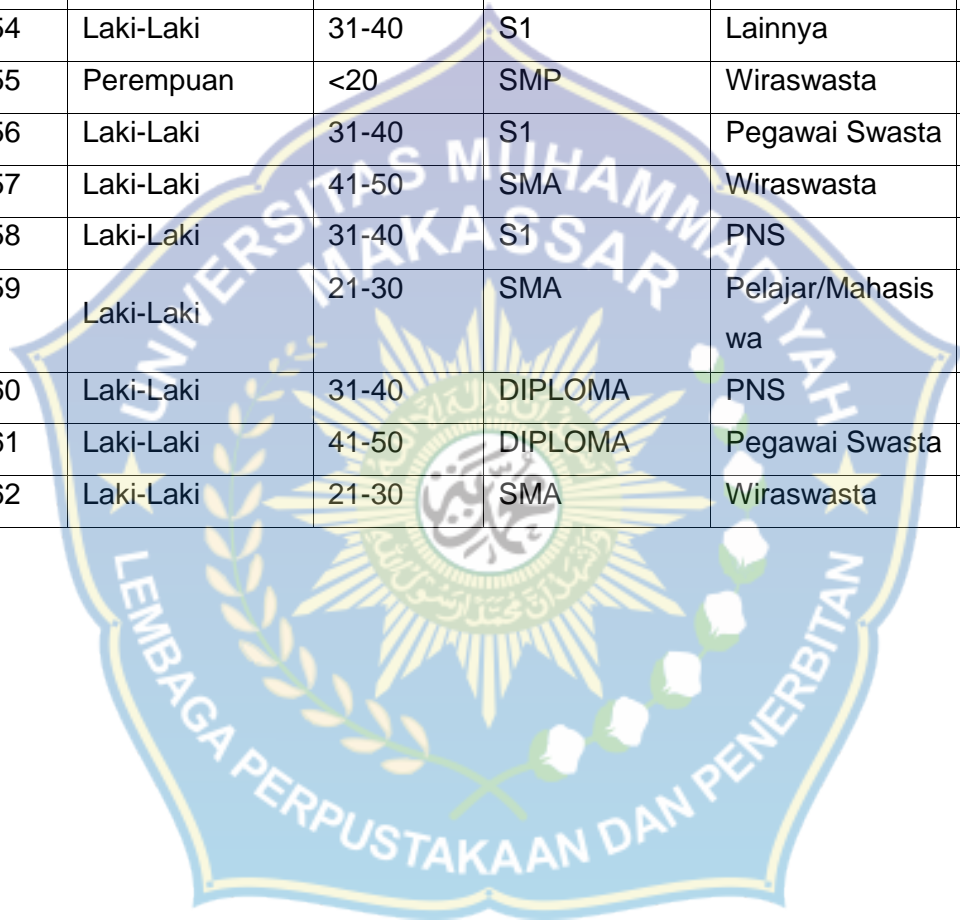 54 Laki-Laki 31-40 S1 Lainnya
55 Perempuan <20 SMP Wiraswasta
56 Laki-Laki 31-40 S1 Pegawai Swasta
57 Laki-Laki 41-50 SMA Wiraswasta
58 Laki-Laki 31-40 S1 PNS
59 Laki-Laki 21-30 SMA Pelajar/Mahasis
wa
60 Laki-Laki 31-40 DIPLOMA PNS
61 Laki-Laki 41-50 DIPLOMA Pegawai Swasta
62 Laki-Laki 21-30 SMA Wiraswasta
UNIVERSITAS MUHAMMADIYAH
MAKASSAR
LEMBAGA PERPUSTAKAAN DAN PENERBITAN